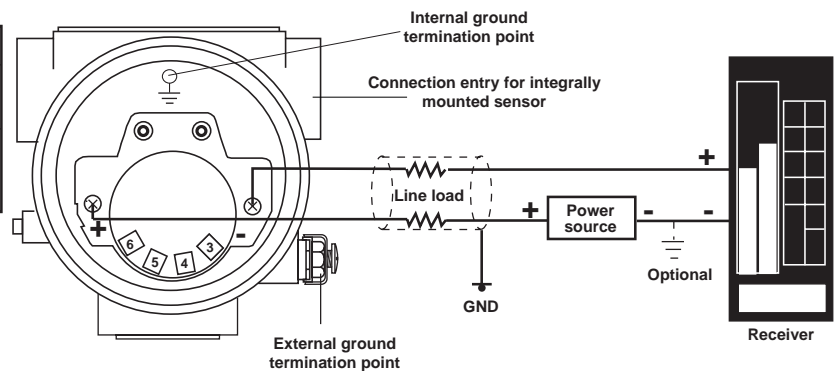 Internal ground
termination point
Connection entry for integrally
mounted sensor
+
Line load
+
Power
source
-
-
+
-
6
5
4
3
Optional
GND
Receiver
External ground
termination point